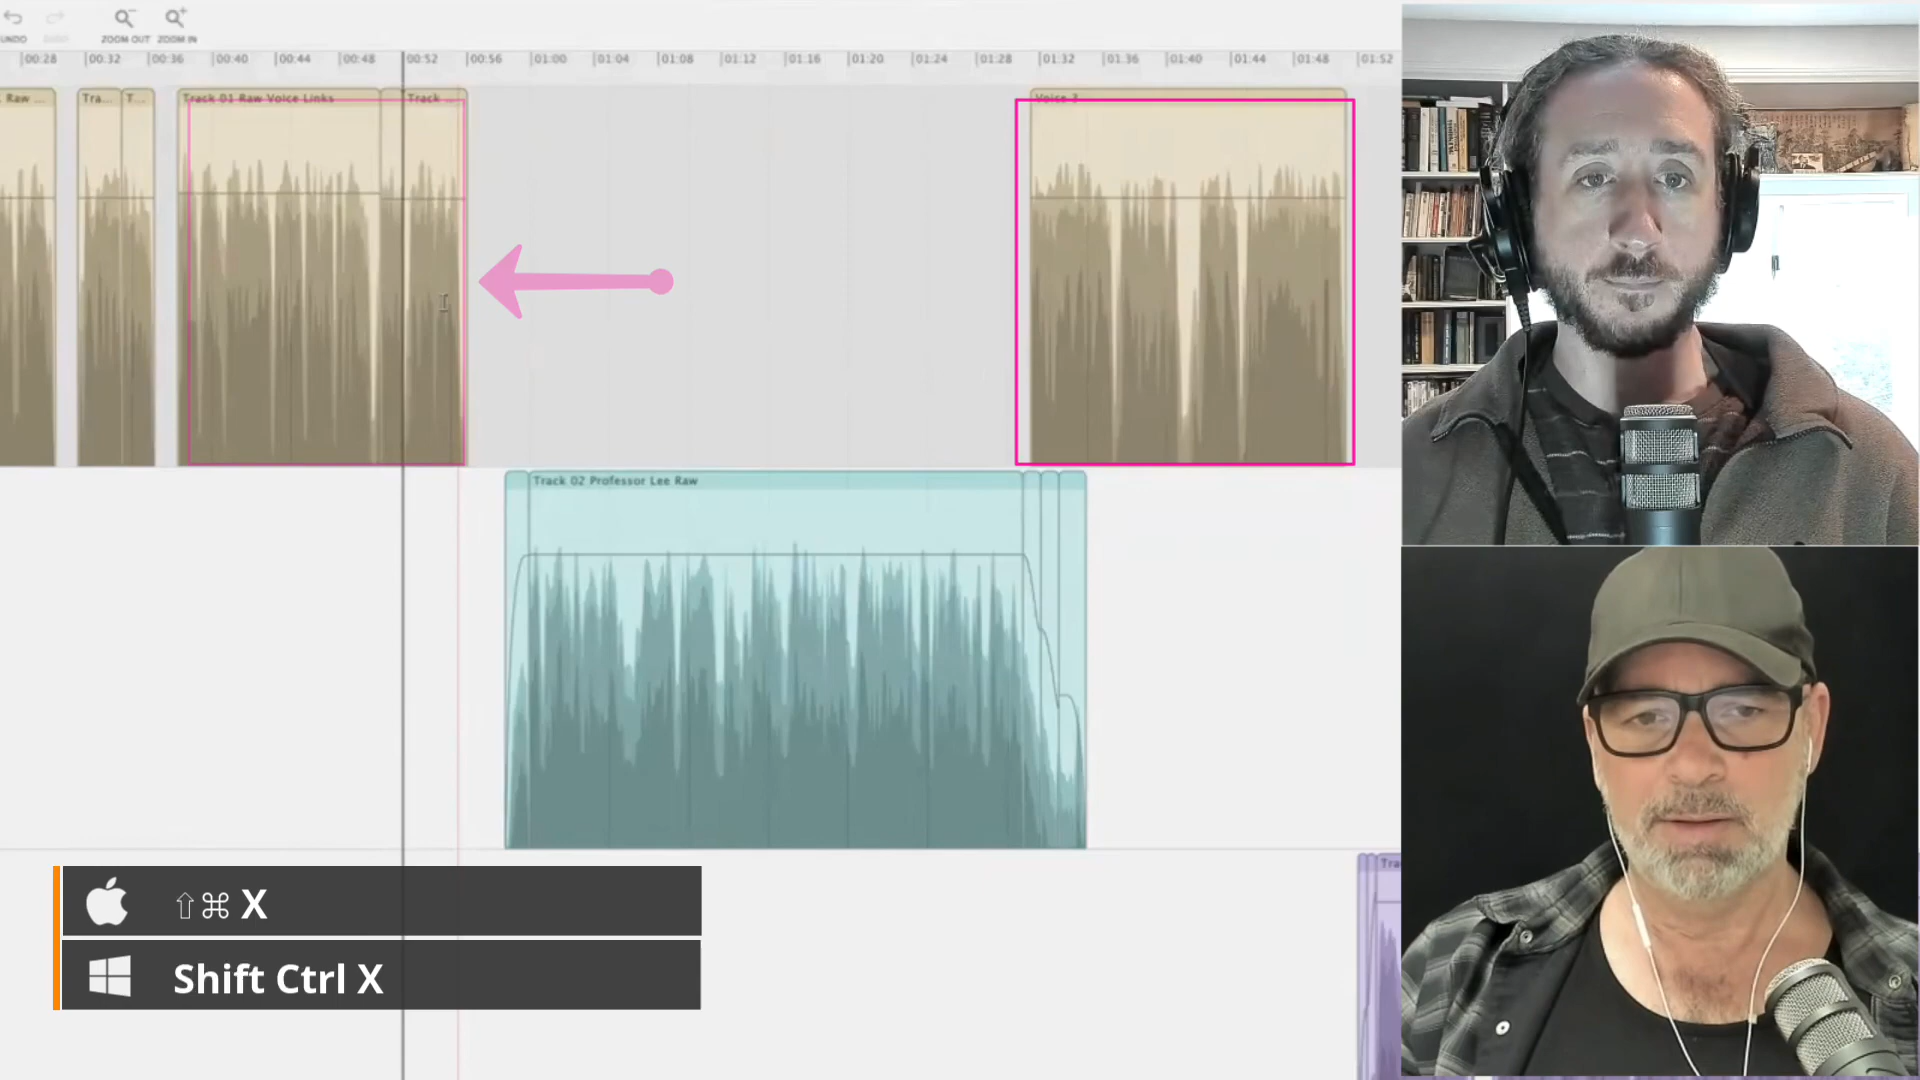 UNDO
ZOOM OUT ZOOM IN
00:28 00:32 00:36 00:40 00:44 00:48 00:52 00:56 01:00 01:04 01:08 01:12 01:16 01:20 01:24 01:28 01:32 01:36 01:40 01:44 01:48 01:52
Raw ... Tra... T... Track 01 Raw Voice Links Track ... Voice 3
Track 02 Professor Lee Raw
Tra
⇧⌘ X
Shift Ctrl X